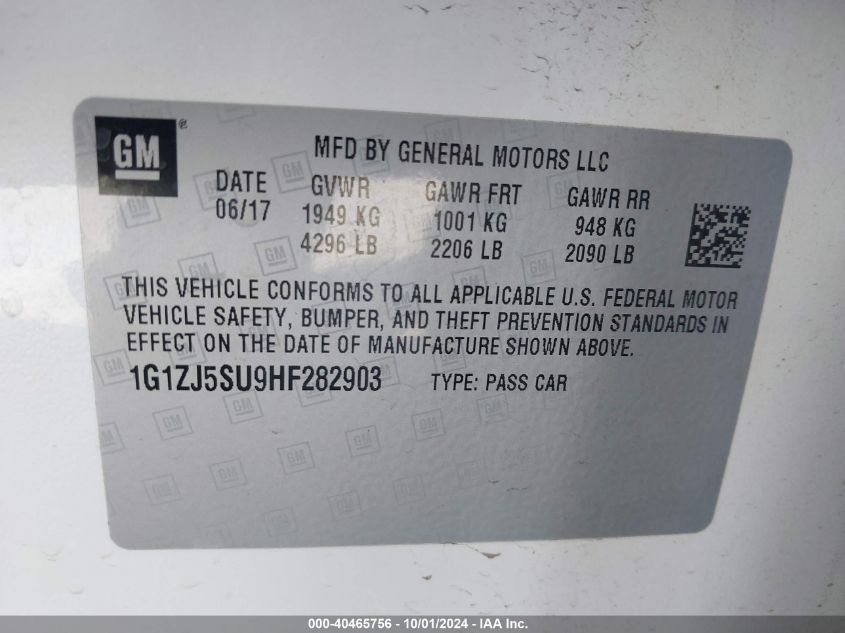 GM ®
MFD BY GENERAL MOTORS LLC
DATE GVWR GAWR FRT GAWR RR
06/17 1949 KG 1001 KG 948 KG
4296 LB 2206 LB 2090 LB
THIS VEHICLE CONFORMS TO ALL APPLICABLE U.S. FEDERAL MOTOR
VEHICLE SAFETY, BUMPER, AND THEFT PREVENTION STANDARDS IN
EFFECT ON THE DATE OF MANUFACTURE SHOWN ABOVE.
1G1ZJ5SU9HF282903 TYPE: PASS CAR
000-40465756 - 10/01/2024 - IAA Inc.